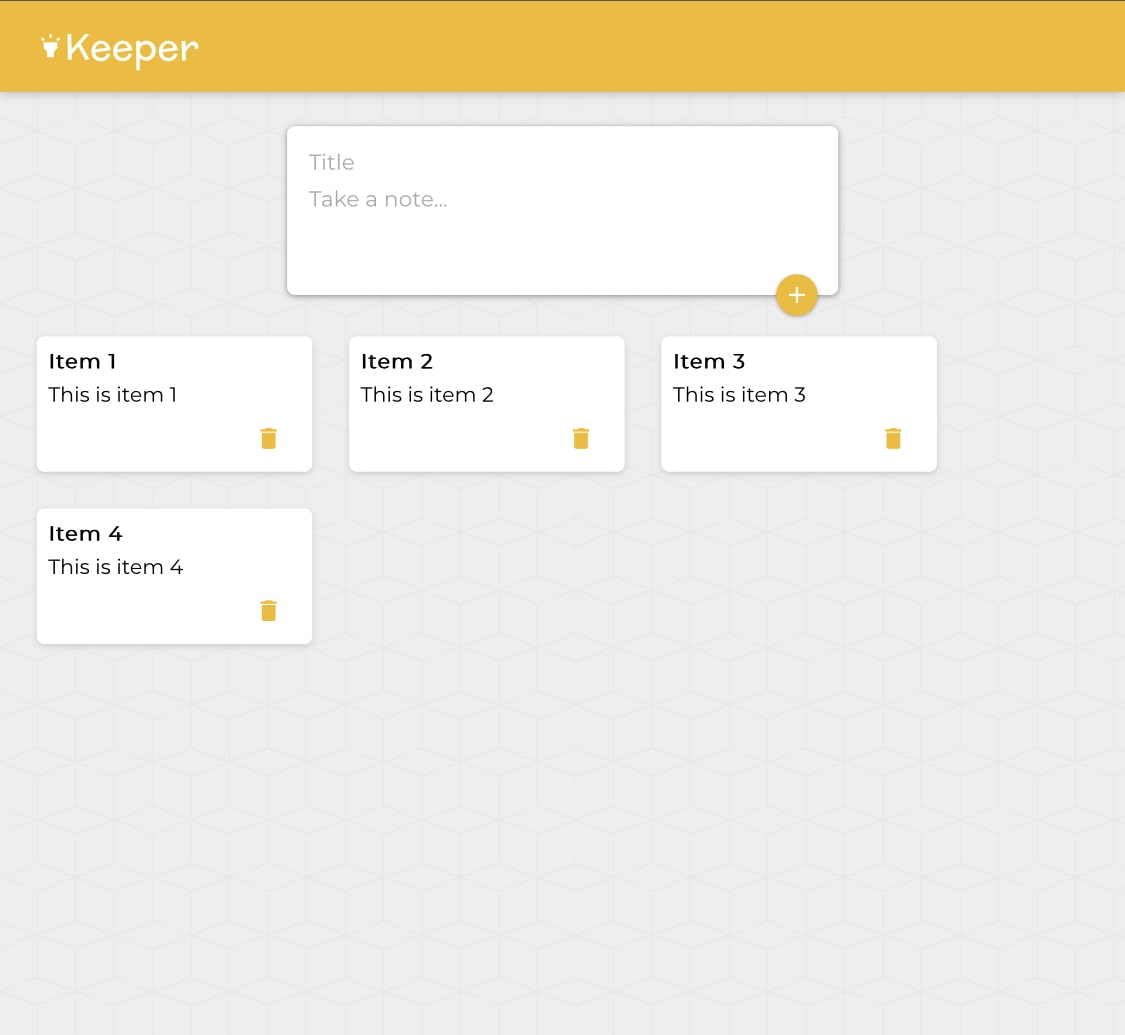 Keeper
Title
Take a note...
Item 1
This is item 1
Item 2
This is item 2
Item 3
This is item 3
Item 4
This is item 4